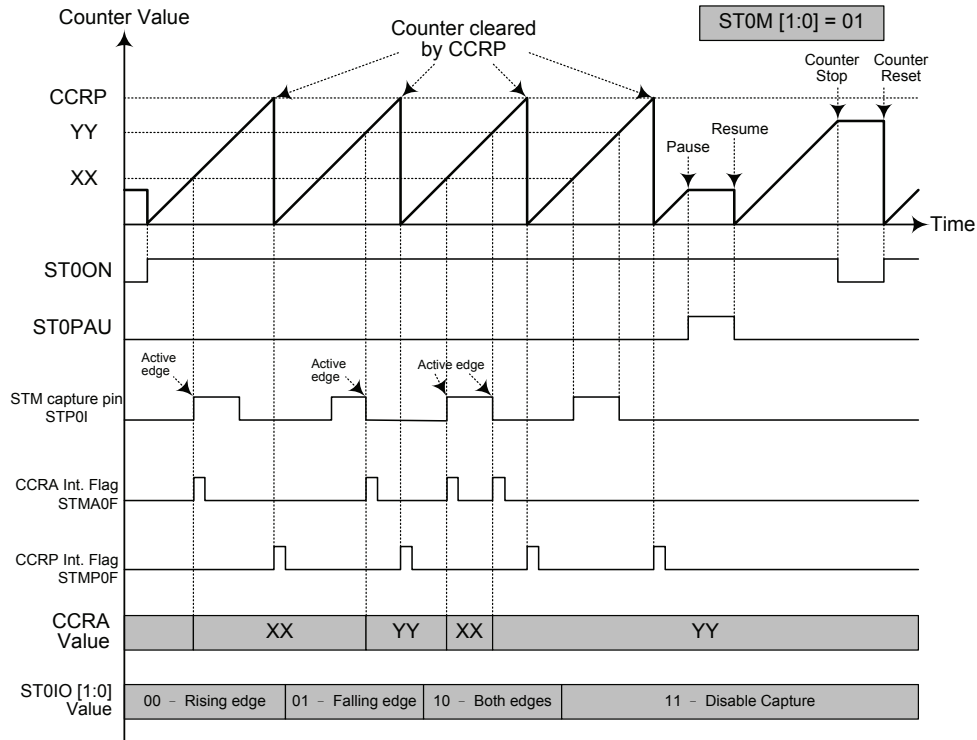 Counter Value
ST0M [1:0] = 01
Counter cleared
by CCRP
Counter
Stop
Counter
Reset
CCRP
YY
XX
Pause
Resume
Time
ST0ON
ST0PAU
Active
edge
Active
edge
Active edge
STM capture pin
STP0I
CCRA Int. Flag
STMA0F
CCRP Int. Flag
STMP0F
CCRA
Value
XX
YY
XX
YY
ST0IO [1:0]
Value
00 – Rising edge
01 – Falling edge
10 – Both edges
11 – Disable Capture